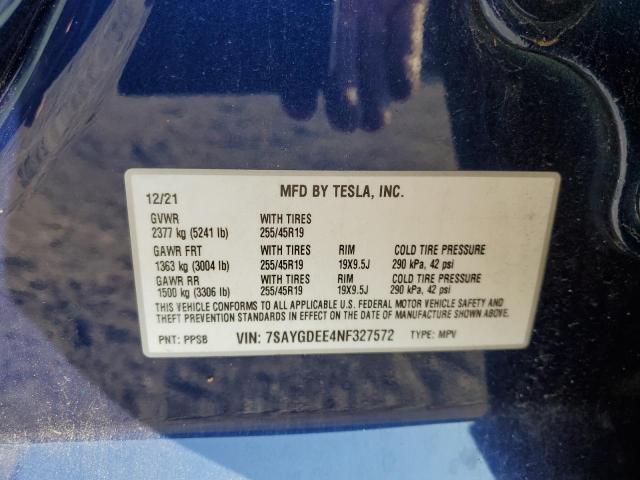 12/21 MFD BY TESLA, INC.
GVWR WITH TIRES
2377 kg (5241 lb) 255/45R19
GAWR FRT WITH TIRES RIM COLD TIRE PRESSURE
1363 kg (3004 lb) 255/45R19 19X9.5J 290 kPa, 42 psi
GAWR RR WITH TIRES RIM COLD TIRE PRESSURE
1500 kg (3306 lb) 255/45R19 19X9.5J 290 kPa, 42 psi
THIS VEHICLE CONFORMS TO ALL APPLICABLE U.S. FEDERAL MOTOR VEHICLE SAFETY AND
THEFT PREVENTION STANDARDS IN EFFECT ON THE DATE OF MANUFACTURE SHOWN ABOVE.
PNT: PPSB VIN: 7SAYGDEE4NF327572 TYPE: MPV